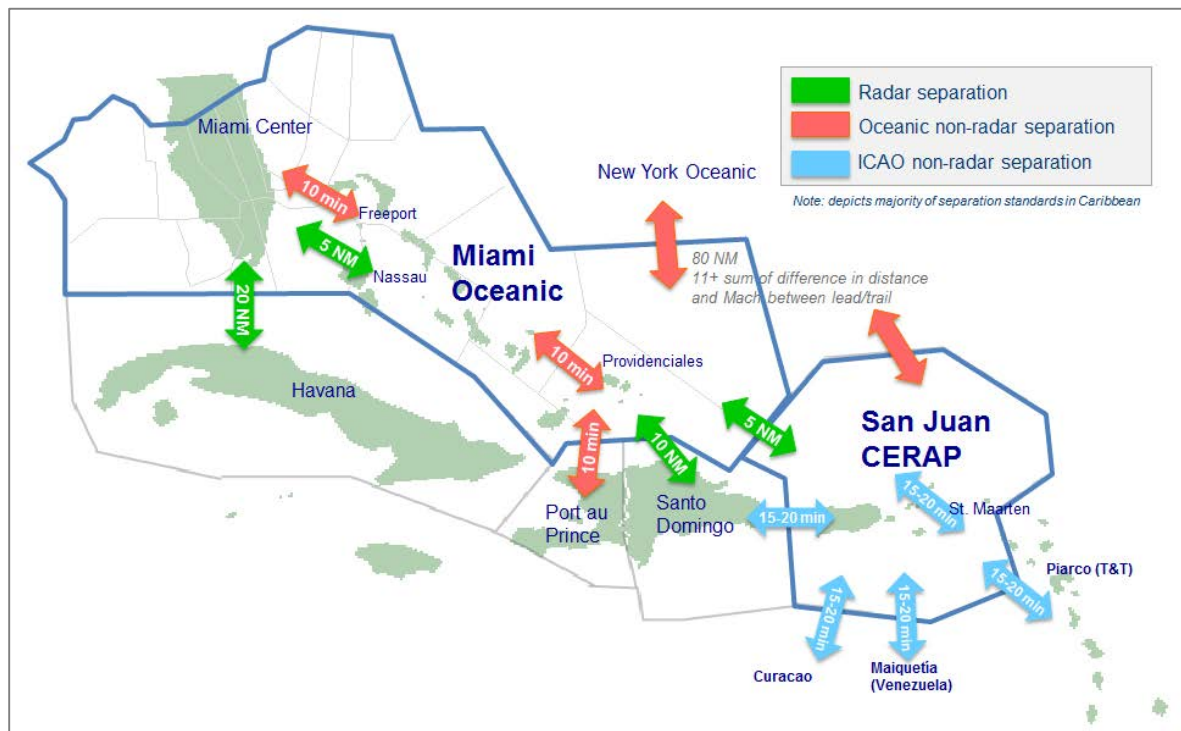 Radar separation
Oceanic non-radar separation
ICAO non-radar separation
Note: depicts majority of separation standards in Caribbean
Miami Center
New York Oceanic
10 min
Freeport
5 NM
Nassau
Miami
Oceanic
80 NM
11+ sum of difference in distance
and Mach between lead/trail
20 NM
10 min
Providenciales
Havana
10 min
10 NM
5 NM
San Juan
CERAP
Port au
Prince
Santo
Domingo
15-20 min
15-20 min
St. Maarten
15-20 min
Piarco (T&T)
15-20 min
15-20 min
Curacao
Maiquetía
(Venezuela)